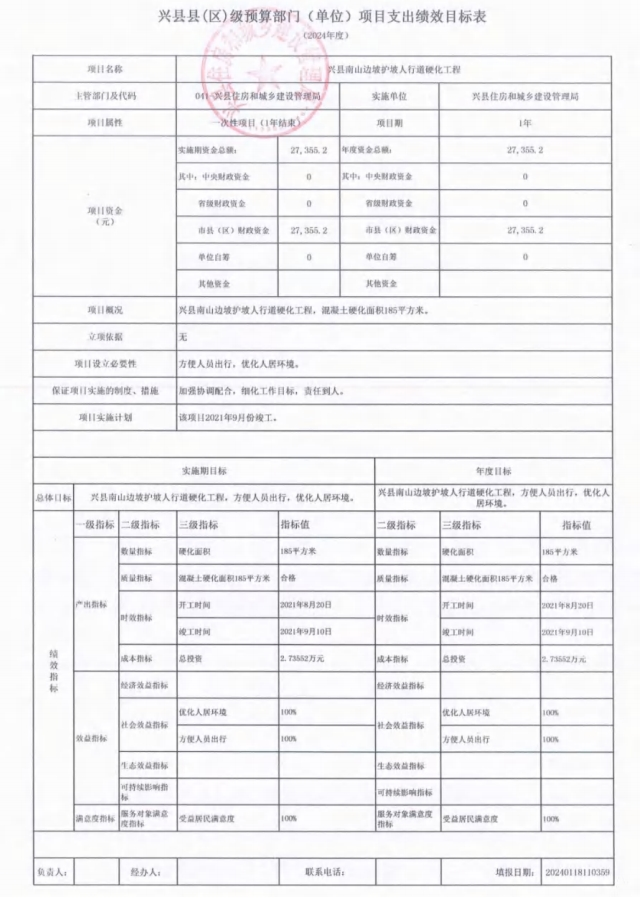 兴县县(区)级预算部门（单位）项目支出绩效目标表
（2024年度）
项目名称 兴县南山边坡护坡人行道硬化工程
主管部门及代码 041-兴县住房和城乡建设管理局 实施单位 兴县住房和城乡建设管理局
项目属性 一次性项目（1年结束） 项目期 1年
项目资金（元）
实施期资金总额： 27,355.2 年度资金总额： 27,355.2
其中：中央财政资金 0 其中：中央财政资金 0
省级财政资金 0 省级财政资金 0
市县（区）财政资金 27,355.2 市县（区）财政资金 27,355.2
单位自筹 0 单位自筹 0
其他资金 其他资金
项目概况 兴县南山边坡护坡人行道硬化工程，混凝土硬化面积185平方米。
立项依据 无
项目设立必要性 方便人员出行，优化人居环境。
保证项目实施的制度、措施 加强协调配合，细化工作目标，责任到人。
项目实施计划 该项目2021年9月份竣工。
实施期目标 年度目标
总体目标 兴县南山边坡护坡人行道硬化工程，方便人员出行，优化人居环境。 兴县南山边坡护坡人行道硬化工程，方便人员出行，优化人居环境。
绩效指标
一级指标 二级指标 三级指标 指标值 二级指标 三级指标 指标值
产出指标
数量指标 硬化面积 185平方米 数量指标 硬化面积 185平方米
质量指标 混凝土硬化面积185平方米 合格 质量指标 混凝土硬化面积185平方米 合格
时效指标 开工时间 2021年8月20日 时效指标 开工时间 2021年8月20日
竣工时间 2021年9月10日 竣工时间 2021年9月10日
成本指标 总投资 2.73552万元 成本指标 总投资 2.73552万元
效益指标
经济效益指标 经济效益指标
社会效益指标 优化人居环境 100% 社会效益指标 优化人居环境 100%
方便人员出行 100% 方便人员出行 100%
生态效益指标 生态效益指标
可持续影响指标 可持续影响指标
满意度指标 服务对象满意度指标 受益居民满意度 100% 服务对象满意度指标 受益居民满意度 100%
负责人： 经办人： 联系电话： 填报日期： 20240118110359